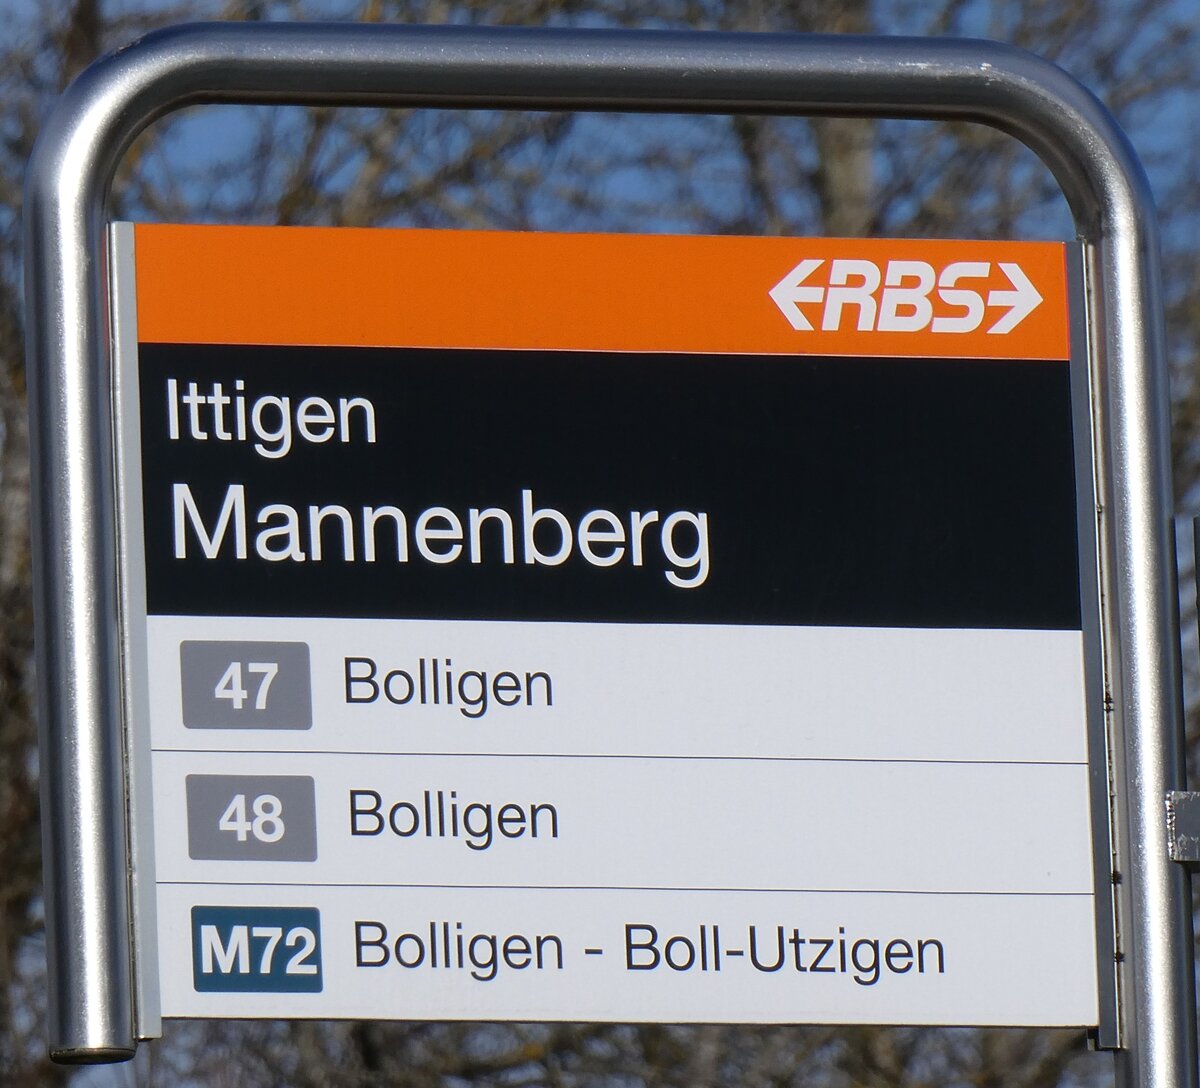 RBS
Ittigen
Mannenberg
47 Bolligen
48 Bolligen
M72 Bolligen - Boll-Utzigen